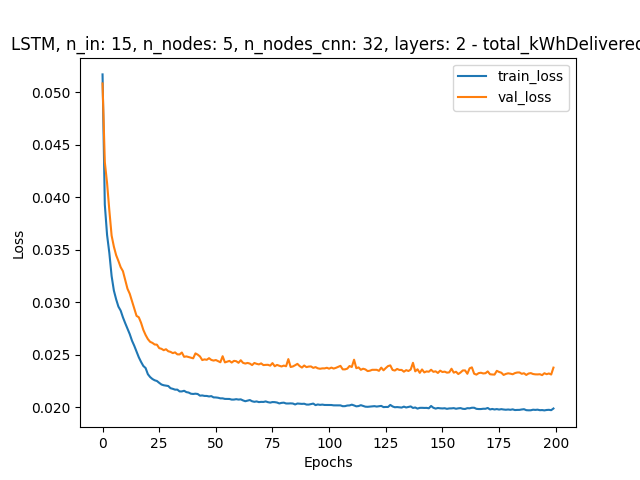 LSTM, n_in: 15, n_nodes: 5, n_nodes_cnn: 32, layers: 2 - total_kWhDelivered
train_loss
val_loss
0.050
0.045
0.040
0.035
0.030
0.025
0.020
Loss
0 25 50 75 100 125 150 175 200
Epochs